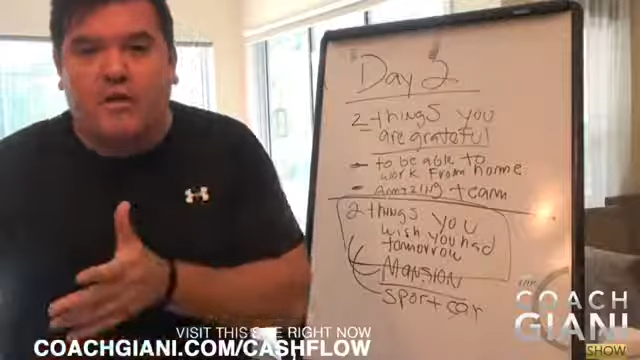 Day 2
2 things you
are grateful
- to be able to
work from home
- Amazing team
2 things you
wish you had
tomorrow
MANSION
sport car
THE
COACH
GIANI
SHOW
VISIT THIS SITE RIGHT NOW
COACHGIANI.COM/CASHFLOW